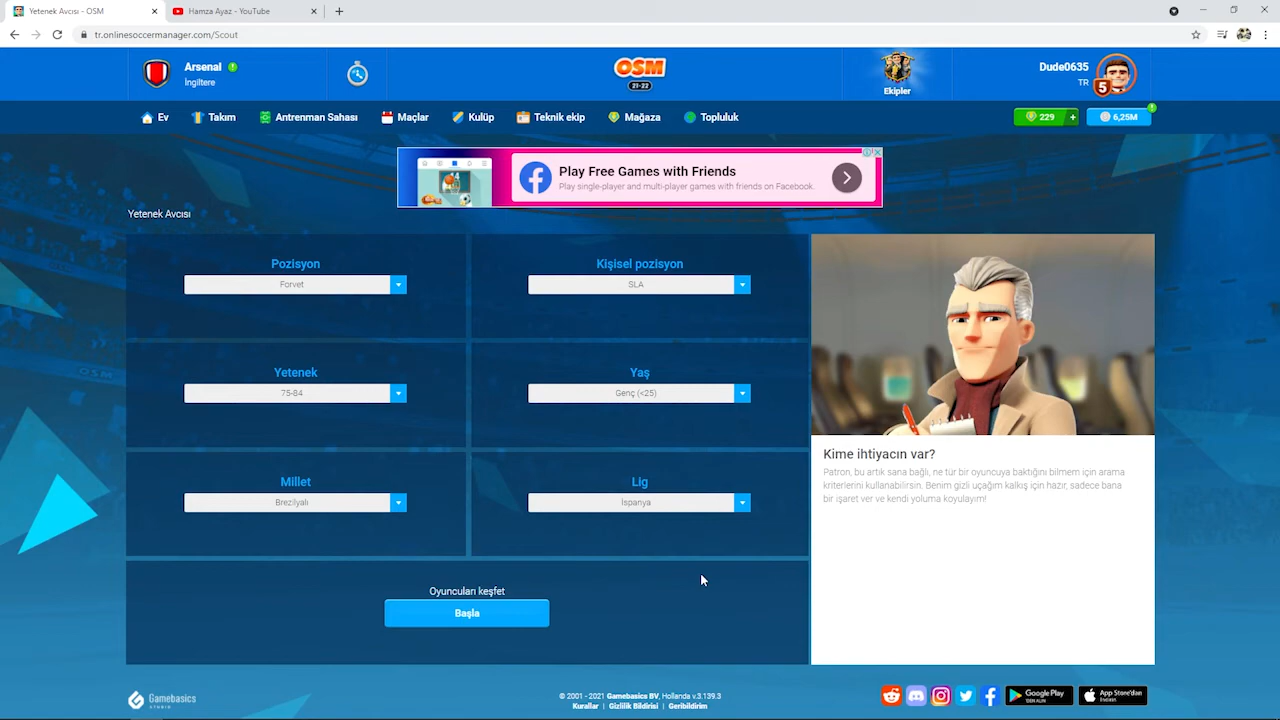 Yetenek Avcısı - OSM
Hamza Ayaz - YouTube
tr.onlinesoccermanager.com/Scout
Arsenal
İngiltere
OSM
21-22
Ekipler
Dude0635
TR
5
Ev
Takım
Antrenman Sahası
Maçlar
Kulüp
Teknik ekip
Mağaza
Topluluk
229
+
6,25M
Play Free Games with Friends
Play single-player and multi-player games with friends on Facebook.
Yetenek Avcısı
Pozisyon
Forvet
Kişisel pozisyon
SLA
Yetenek
75-84
Yaş
Genç (<25)
Millet
Brezilyalı
Lig
İspanya
Oyuncuları keşfet
Başla
Kime ihtiyacın var?
Patron, bu artık sana bağlı, ne tür bir oyuncuya baktığını bilmem için arama
kriterlerini kullanabilirsin. Benim gizli uçağım kalkış için hazır, sadece bana
bir işaret ver ve kendi yoluma koyulayım!
Gamebasics
STUDIO
© 2001 - 2021 Gamebasics BV, Hollanda v.3.139.3
Kurallar | Gizlilik Bildirisi | Geribildirim
Google Play
'DEN ALIN
App Store'dan
İndirin